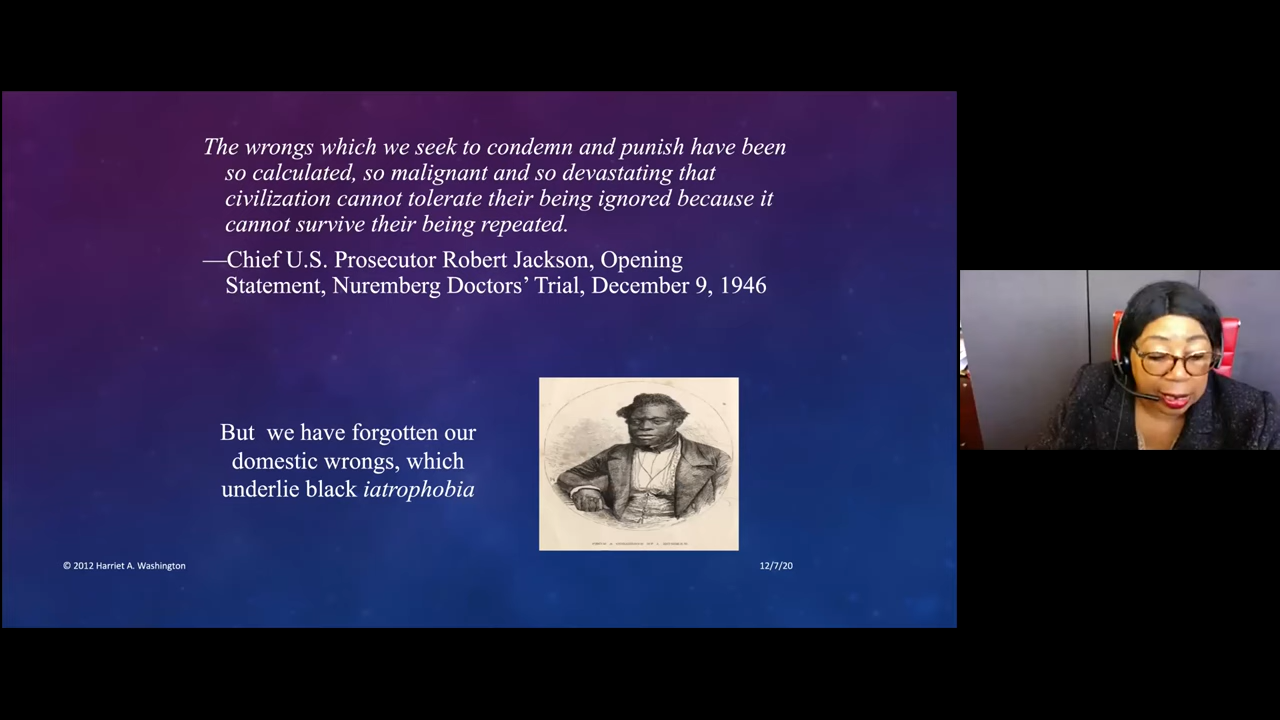 The wrongs which we seek to condemn and punish have been
so calculated, so malignant and so devastating that
civilization cannot tolerate their being ignored because it
cannot survive their being repeated.
—Chief U.S. Prosecutor Robert Jackson, Opening
Statement, Nuremberg Doctors’ Trial, December 9, 1946
But we have forgotten our
domestic wrongs, which
underlie black iatrophobia
© 2012 Harriet A. Washington
12/7/20